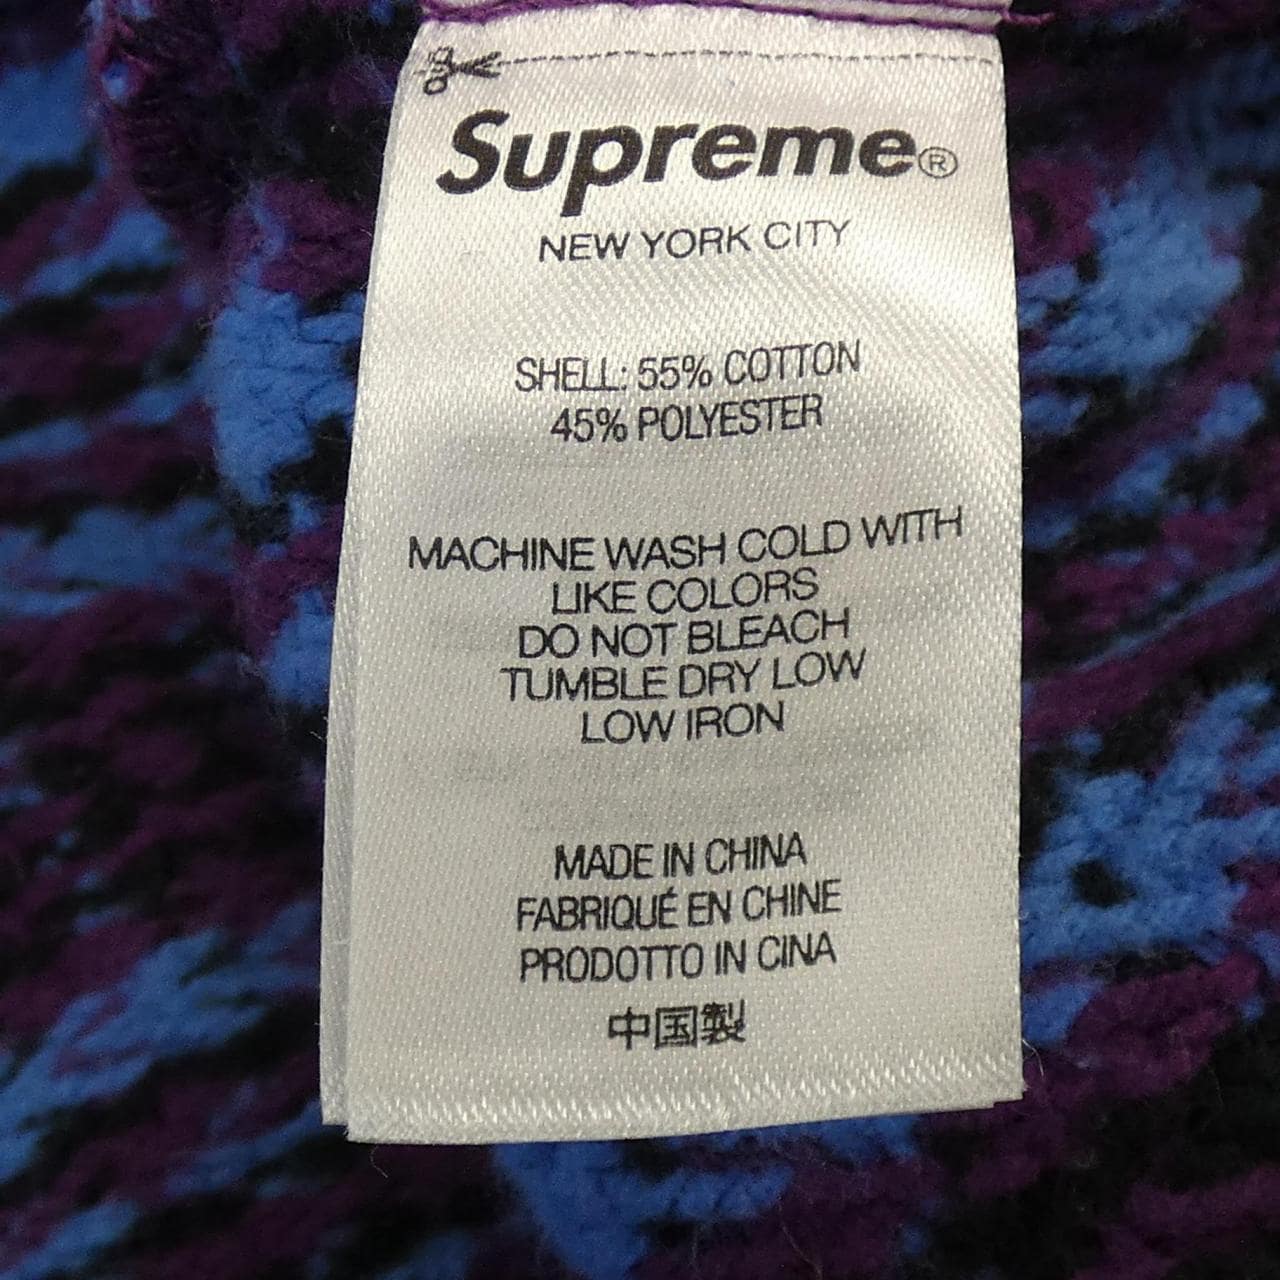 Supreme®
NEW YORK CITY
SHELL: 55% COTTON
45% POLYESTER
MACHINE WASH COLD WITH
LIKE COLORS
DO NOT BLEACH
TUMBLE DRY LOW
LOW IRON
MADE IN CHINA
FABRIQUÉ EN CHINE
PRODOTTO IN CINA
中国製